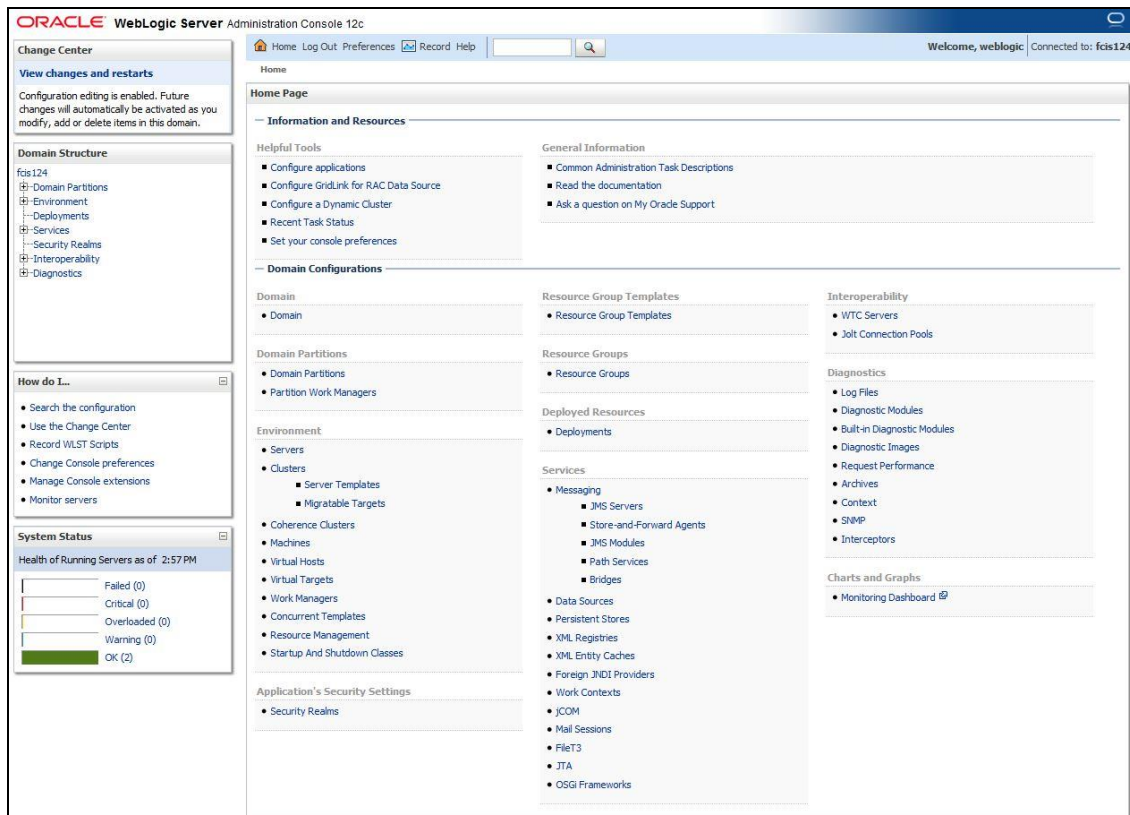 ORACLE WebLogic Server Administration Console 12c
Change Center
View changes and restarts
Configuration editing is enabled. Future
changes will automatically be activated as you
modify, add or delete items in this domain.
Domain Structure
fcis124
Domain Partitions
Environment
Deployments
Services
Security Realms
Interoperability
Diagnostics
How do I...
Search the configuration
Use the Change Center
Record WLST Scripts
Change Console preferences
Manage Console extensions
Monitor servers
System Status
Health of Running Servers as of 2:57 PM
Failed (0)
Critical (0)
Overloaded (0)
Warning (0)
OK (2)
Home Log Out Preferences Record Help
Welcome, weblogic Connected to: fcis124
Home
Home Page
Information and Resources
Helpful Tools
Configure applications
Configure GridLink for RAC Data Source
Configure a Dynamic Cluster
Recent Task Status
Set your console preferences
General Information
Common Administration Task Descriptions
Read the documentation
Ask a question on My Oracle Support
Domain Configurations
Domain
Domain
Domain Partitions
Domain Partitions
Partition Work Managers
Environment
Servers
Clusters
Server Templates
Migratable Targets
Coherence Clusters
Machines
Virtual Hosts
Virtual Targets
Work Managers
Concurrent Templates
Resource Management
Startup And Shutdown Classes
Application's Security Settings
Security Realms
Resource Group Templates
Resource Group Templates
Resource Groups
Resource Groups
Deployed Resources
Deployments
Services
Messaging
JMS Servers
Store-and-Forward Agents
JMS Modules
Path Services
Bridges
Data Sources
Persistent Stores
XML Registries
XML Entity Caches
Foreign JNDI Providers
Work Contexts
jCOM
Mail Sessions
FileT3
JTA
OSGi Frameworks
Interoperability
WTC Servers
Jolt Connection Pools
Diagnostics
Log Files
Diagnostic Modules
Built-in Diagnostic Modules
Diagnostic Images
Request Performance
Archives
Context
SNMP
Interceptors
Charts and Graphs
Monitoring Dashboard